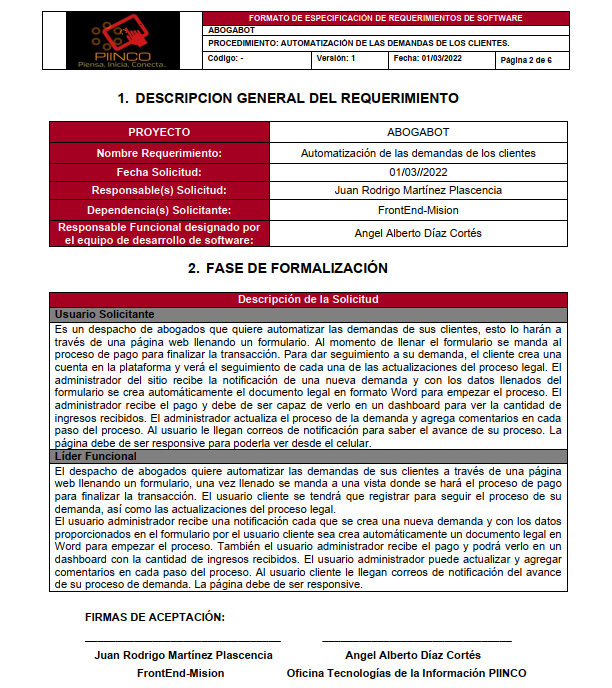 FORMATO DE ESPECIFICACIÓN DE REQUERIMIENTOS DE SOFTWARE
ABOGABOT
PROCEDIMIENTO: AUTOMATIZACIÓN DE LAS DEMANDAS DE LOS CLIENTES.
Código: - Versión: 1 Fecha: 01/03/2022 Página 2 de 6
PIINCO
Piensa. Inicia. Conecta.
1. DESCRIPCION GENERAL DEL REQUERIMIENTO
PROYECTO ABOGABOT
Nombre Requerimiento: Automatización de las demandas de los clientes
Fecha Solicitud: 01/03//2022
Responsable(s) Solicitud: Juan Rodrigo Martínez Plascencia
Dependencia(s) Solicitante: FrontEnd-Mision
Responsable Funcional designado por
el equipo de desarrollo de software: Angel Alberto Díaz Cortés
2. FASE DE FORMALIZACIÓN
Descripción de la Solicitud
Usuario Solicitante
Es un despacho de abogados que quiere automatizar las demandas de sus clientes, esto lo harán a
través de una página web llenando un formulario. Al momento de llenar el formulario se manda al
proceso de pago para finalizar la transacción. Para dar seguimiento a su demanda, el cliente crea una
cuenta en la plataforma y verá el seguimiento de cada una de las actualizaciones del proceso legal. El
administrador del sitio recibe la notificación de una nueva demanda y con los datos llenados del
formulario se crea automáticamente el documento legal en formato Word para empezar el proceso. El
administrador recibe el pago y debe de ser capaz de verlo en un dashboard para ver la cantidad de
ingresos recibidos. El administrador actualiza el proceso de la demanda y agrega comentarios en cada
paso del proceso. Al usuario le llegan correos de notificación para saber el avance de su proceso. La
página debe de ser responsive para poderla ver desde el celular.
Líder Funcional
El despacho de abogados quiere automatizar las demandas de sus clientes a través de una página
web llenando un formulario, una vez llenado se manda a una vista donde se hará el proceso de pago
para finalizar la transacción. El usuario cliente se tendrá que registrar para seguir el proceso de su
demanda, así como las actualizaciones del proceso legal.
El usuario administrador recibe una notificación cada que se crea una nueva demanda y con los datos
proporcionados en el formulario por el usuario cliente sea crea automáticamente un documento legal en
Word para empezar el proceso. También el usuario administrador recibe el pago y podrá verlo en un
dashboard con la cantidad de ingresos recibidos. El usuario administrador puede actualizar y agregar
comentarios en cada paso del proceso. Al usuario cliente le llegan correos de notificación del avance
de su proceso de demanda. La página debe de ser responsive.
FIRMAS DE ACEPTACIÓN:
Juan Rodrigo Martínez Plascencia Angel Alberto Díaz Cortés
FrontEnd-Mision Oficina Tecnologías de la Información PIINCO